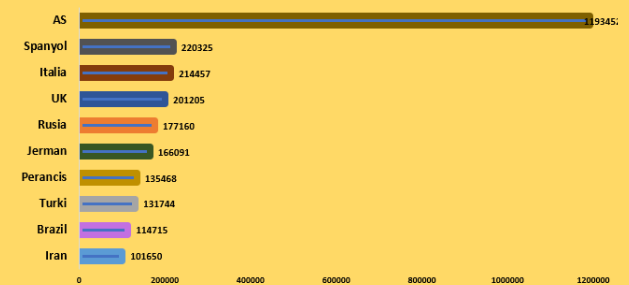 AS 1193452
Spanyol 220325
Italia 214457
UK 201205
Rusia 177160
Jerman 166091
Perancis 135468
Turki 131744
Brazil 114715
Iran 101650
0 200000 400000 600000 800000 1000000 1200000